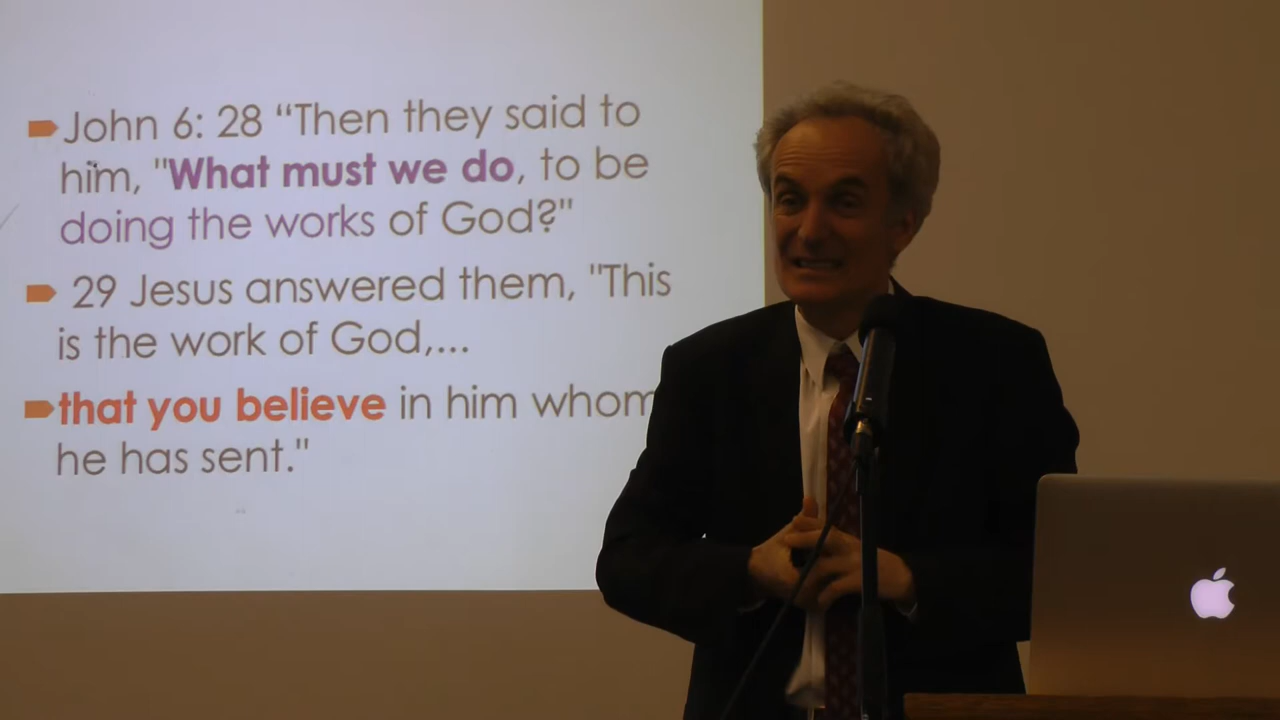 John 6: 28 “Then they said to
him, "What must we do, to be
doing the works of God?"
29 Jesus answered them, "This
is the work of God,...
that you believe in him whom
he has sent."